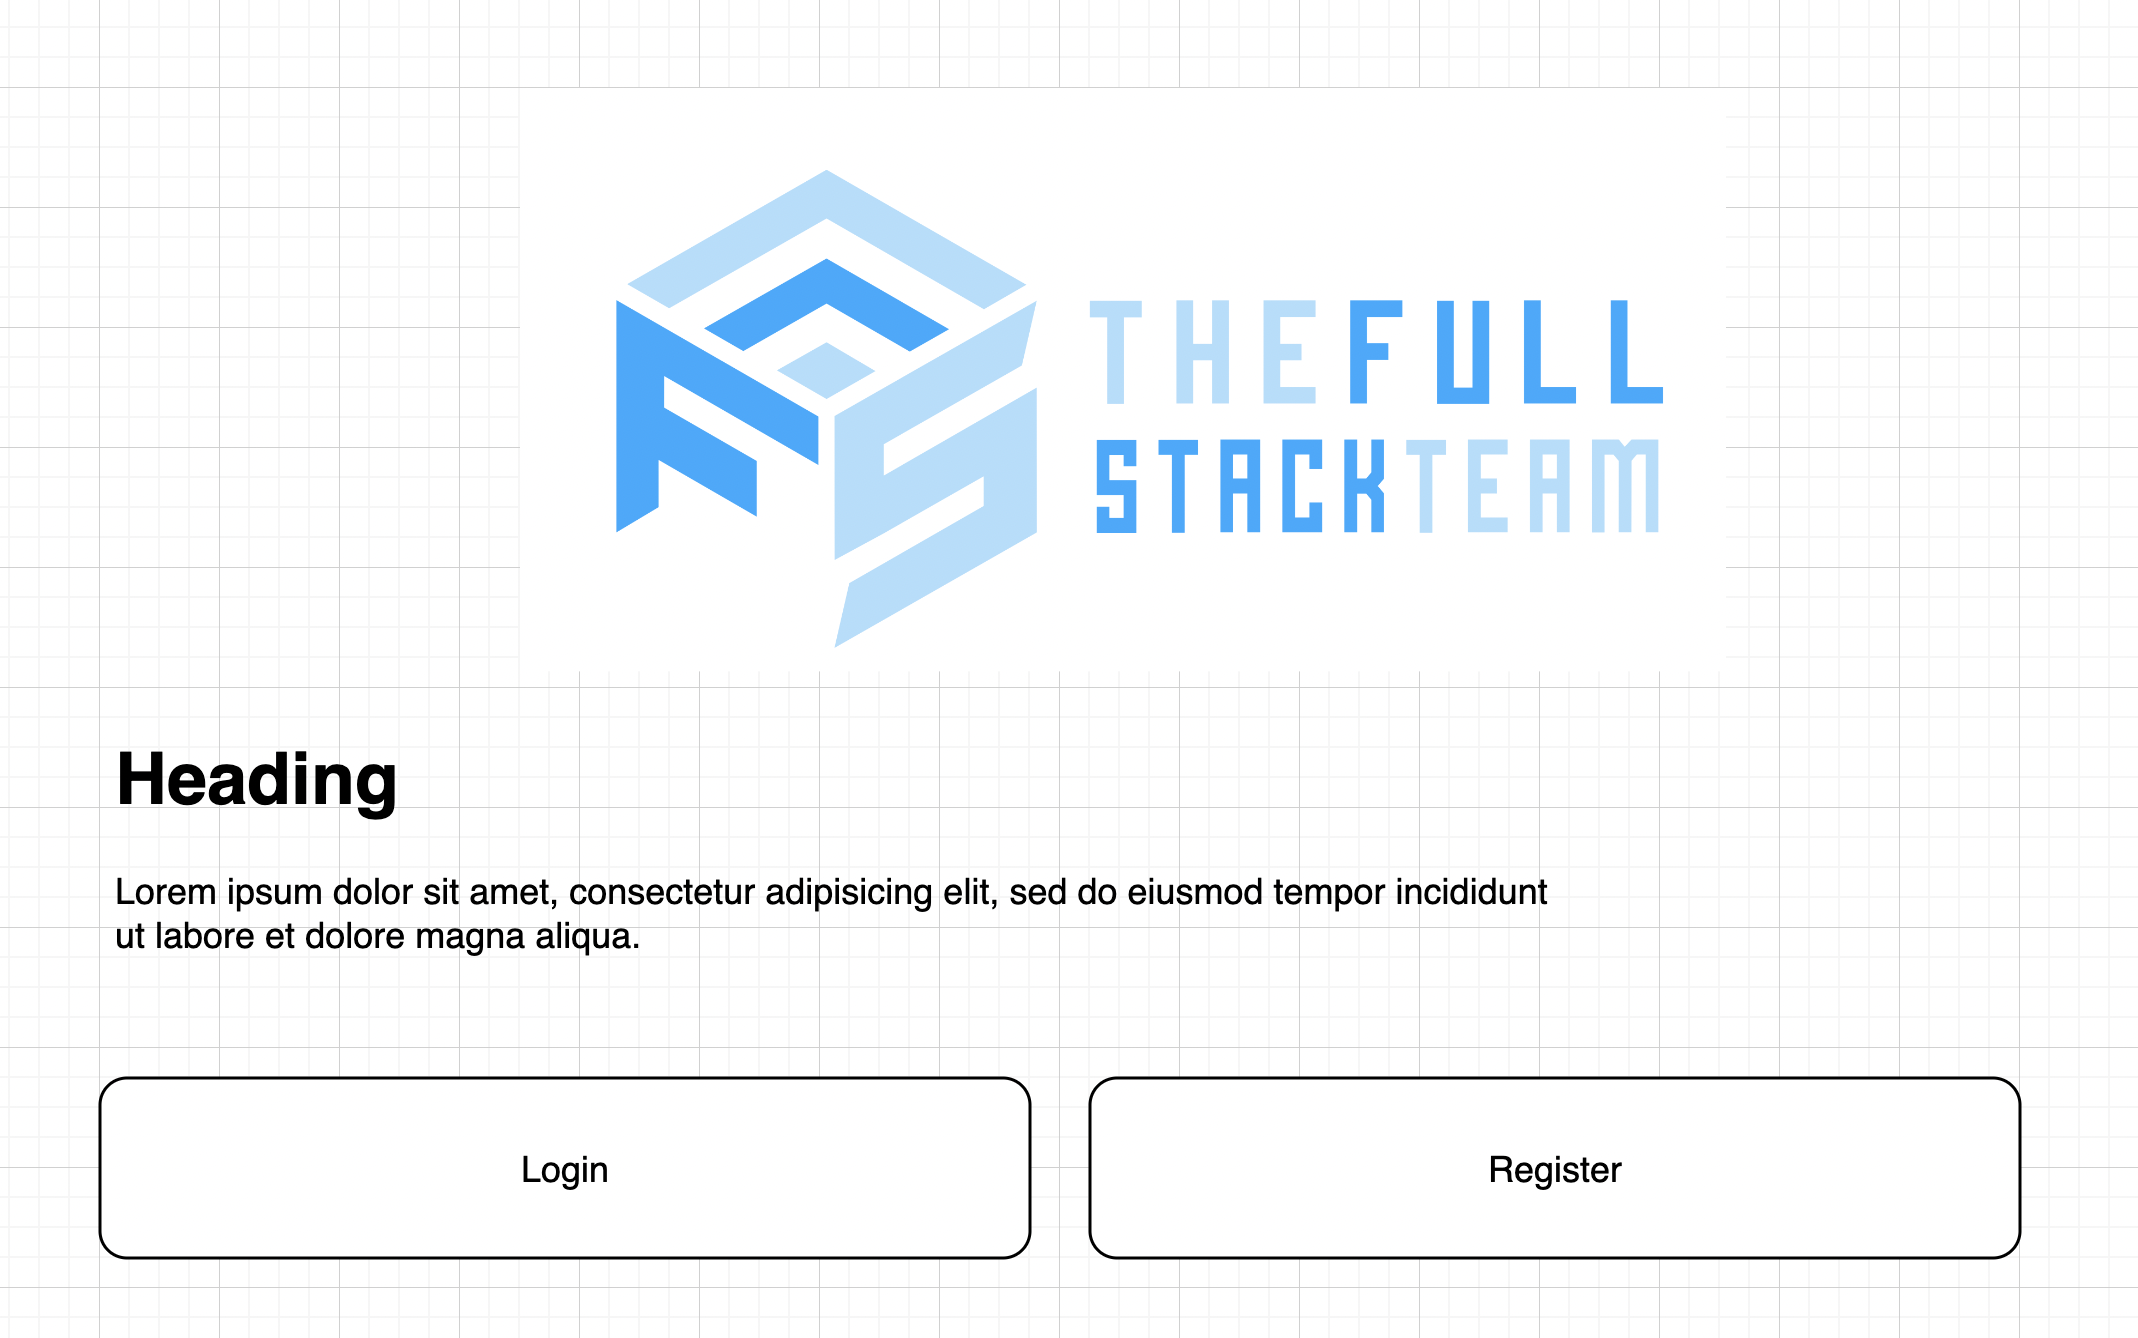 THEFULL
STACKTEAM
Heading
Lorem ipsum dolor sit amet, consectetur adipisicing elit, sed do eiusmod tempor incididunt
ut labore et dolore magna aliqua.
Login
Register